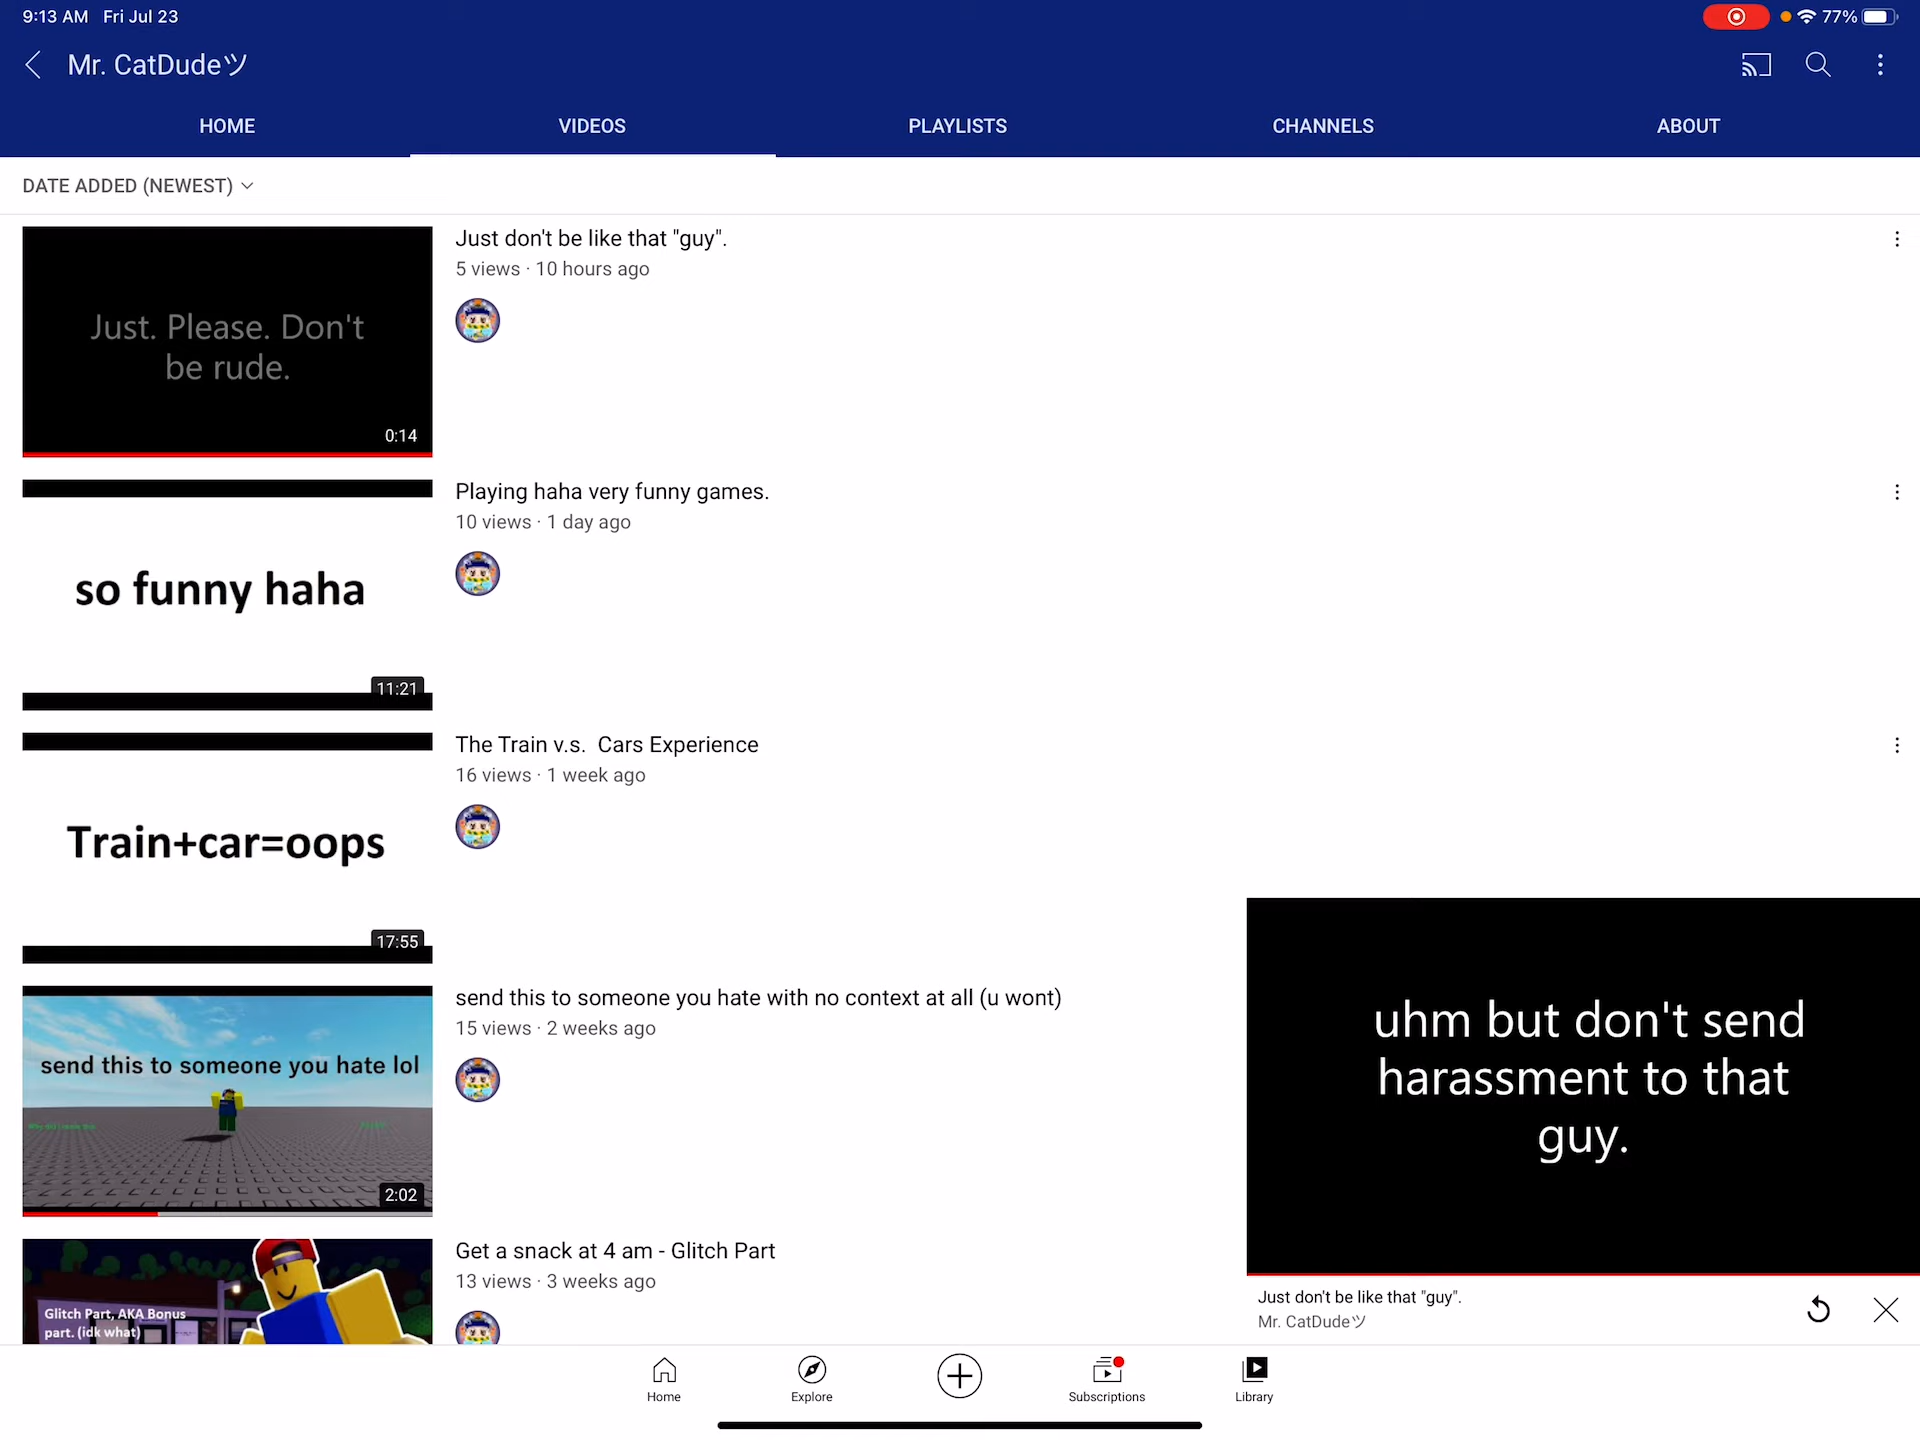 9:13 AM Fri Jul 23
77%
Mr. CatDudeツ
HOME
VIDEOS
PLAYLISTS
CHANNELS
ABOUT
DATE ADDED (NEWEST)
Just. Please. Don't
be rude.
0:14
Just don't be like that "guy".
5 views · 10 hours ago
so funny haha
11:21
Playing haha very funny games.
10 views · 1 day ago
Train+car=oops
17:55
The Train v.s. Cars Experience
16 views · 1 week ago
send this to someone you hate lol
2:02
send this to someone you hate with no context at all (u wont)
15 views · 2 weeks ago
Glitch Part, AKA Bonus
part. (idk what)
Get a snack at 4 am - Glitch Part
13 views · 3 weeks ago
uhm but don't send
harassment to that
guy.
Just don't be like that "guy".
Mr. CatDudeツ
Home
Explore
Subscriptions
Library